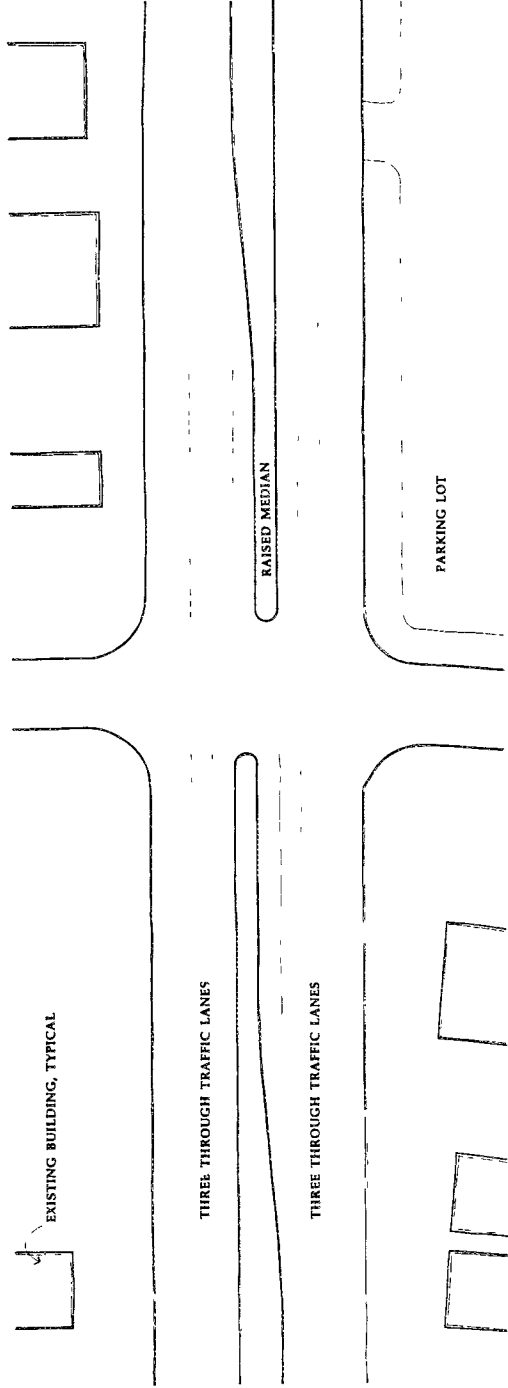 EXISTING BUILDING, TYPICAL
THREE THROUGH TRAFFIC LANES
THREE THROUGH TRAFFIC LANES
RAISED MEDIAN
PARKING LOT